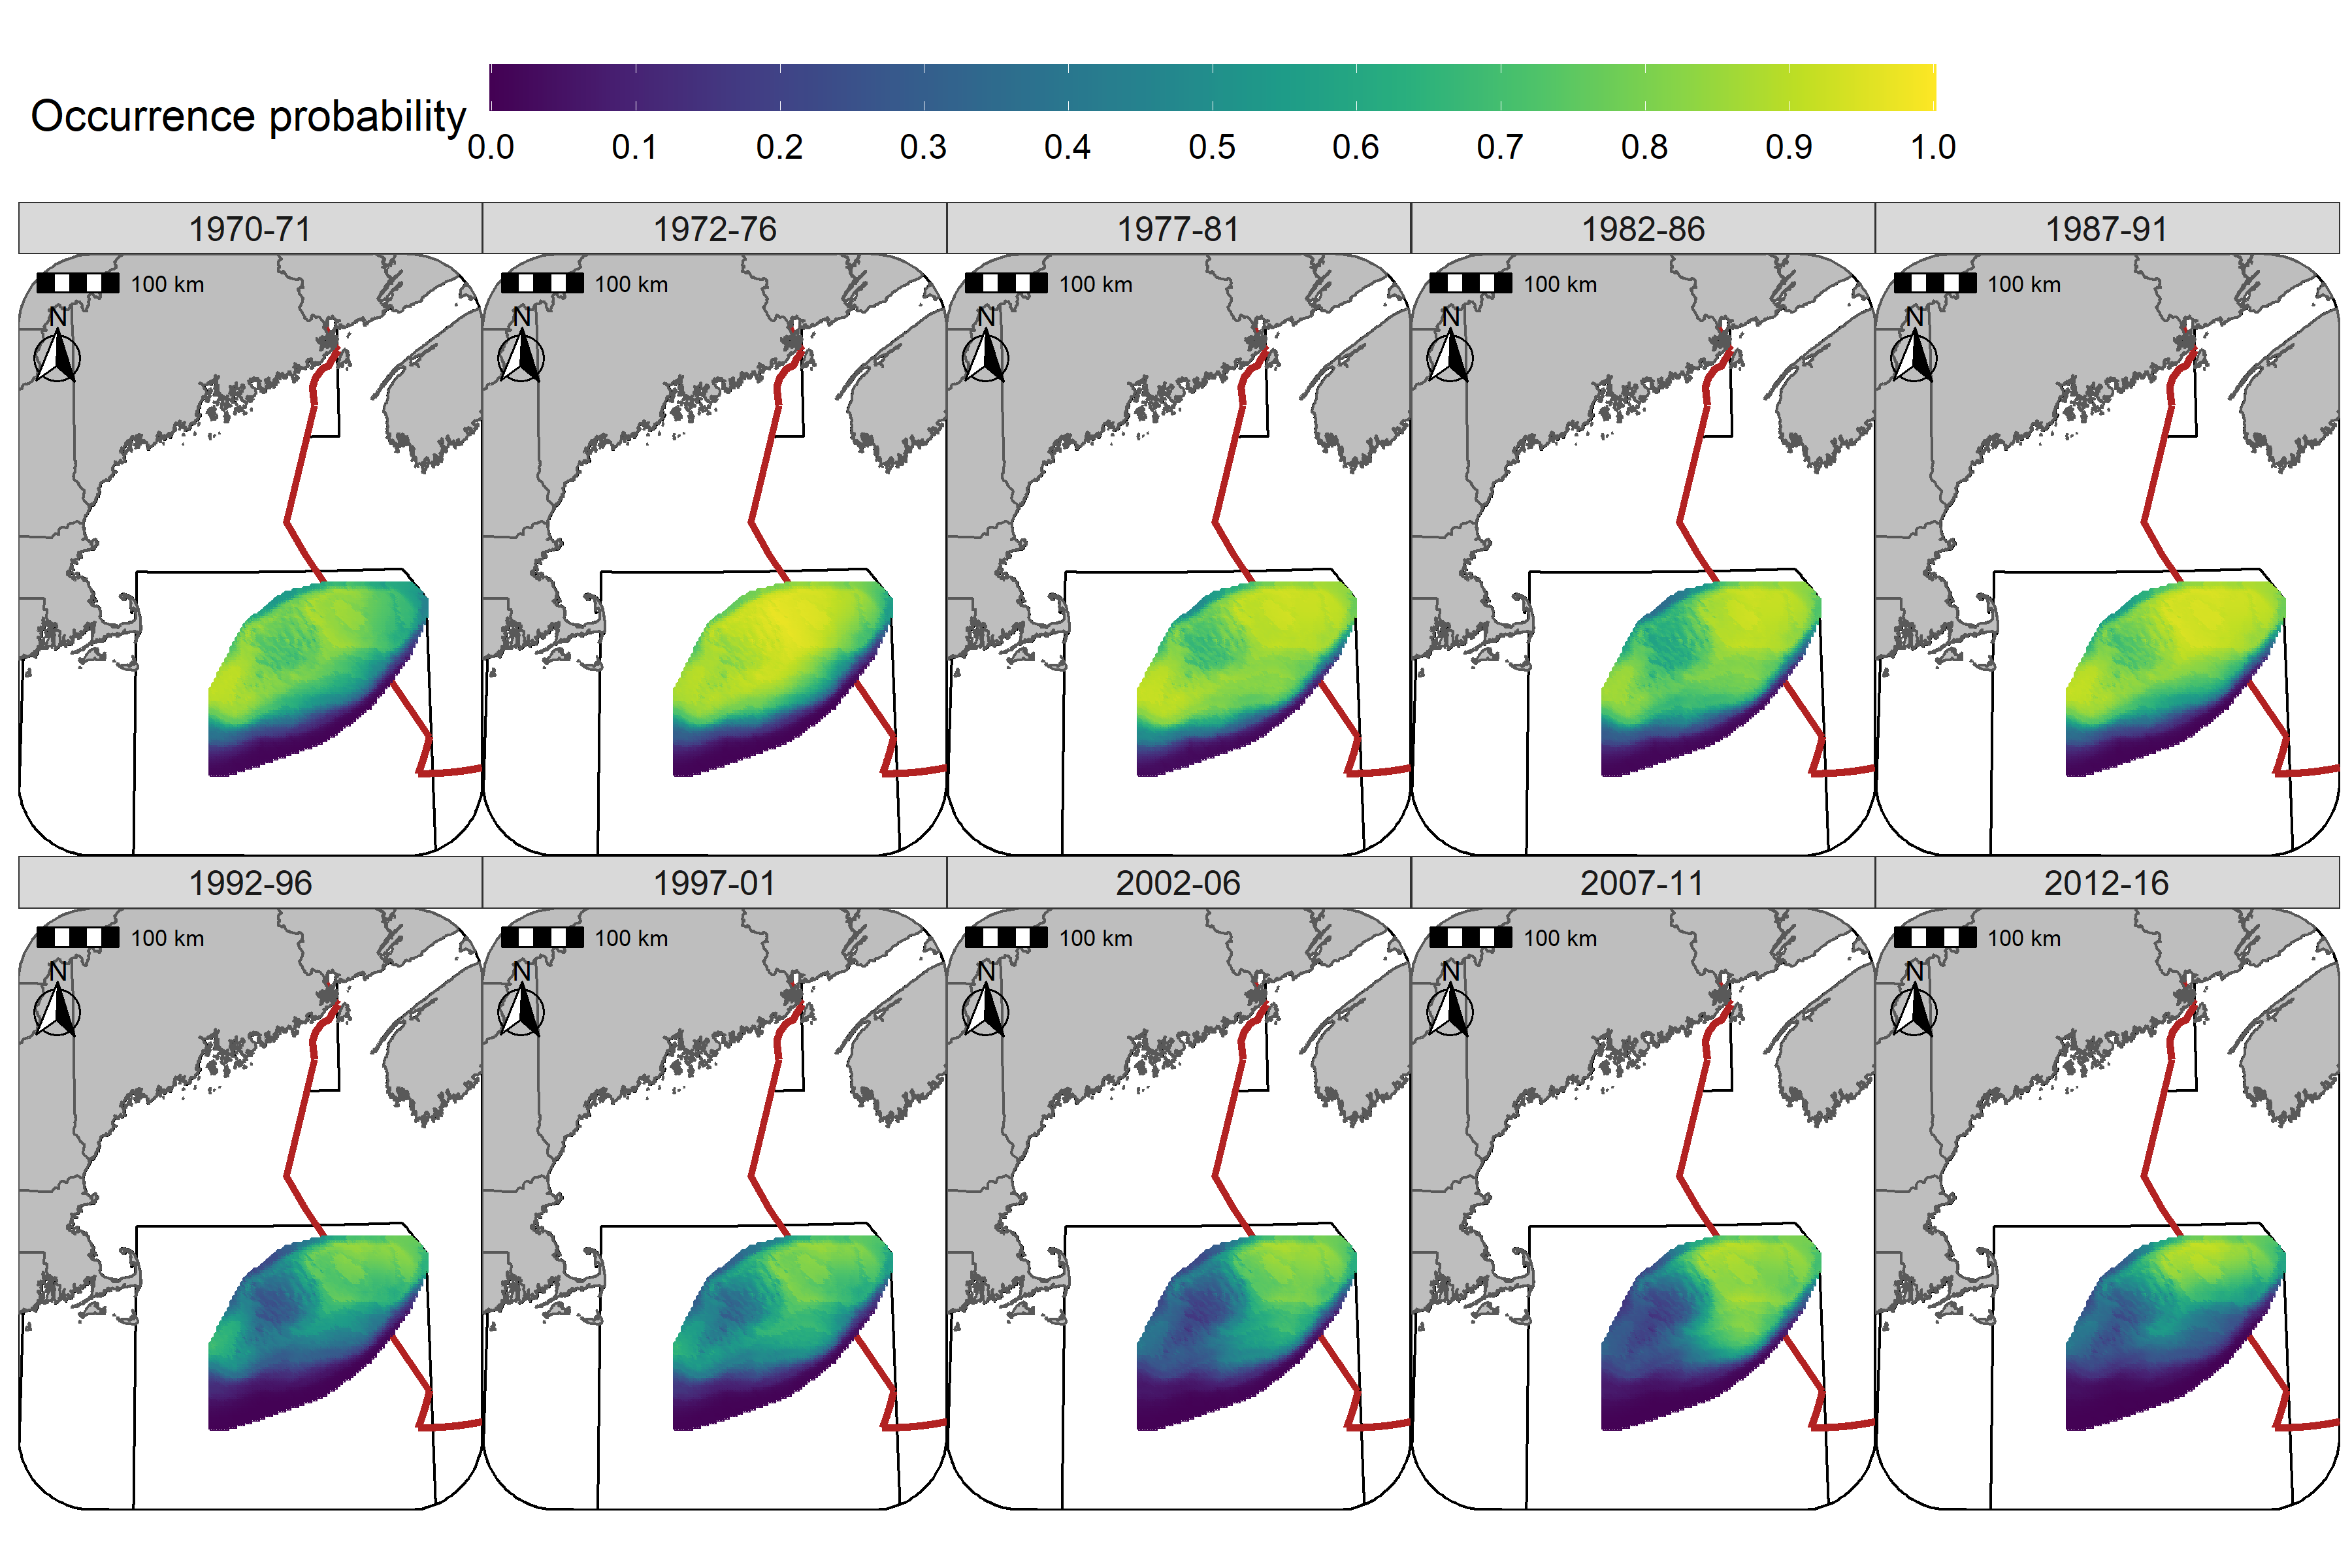 Occurrence probability
0.0 0.1 0.2 0.3 0.4 0.5 0.6 0.7 0.8 0.9 1.0
1970-71 1972-76 1977-81 1982-86 1987-91
100 km 100 km 100 km 100 km 100 km
N N N N N
1992-96 1997-01 2002-06 2007-11 2012-16
100 km 100 km 100 km 100 km 100 km
N N N N N